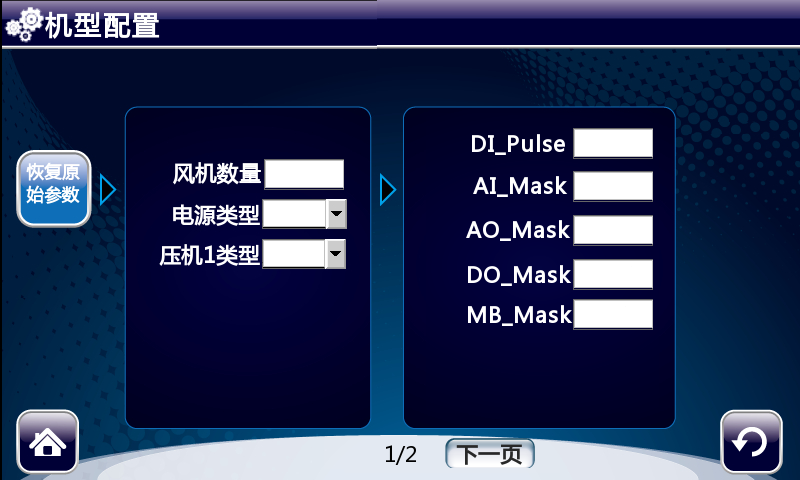 机型配置
恢复原
始参数
风机数量
电源类型
压机1类型
DI_Pulse
AI_Mask
AO_Mask
DO_Mask
MB_Mask
1/2
下一页